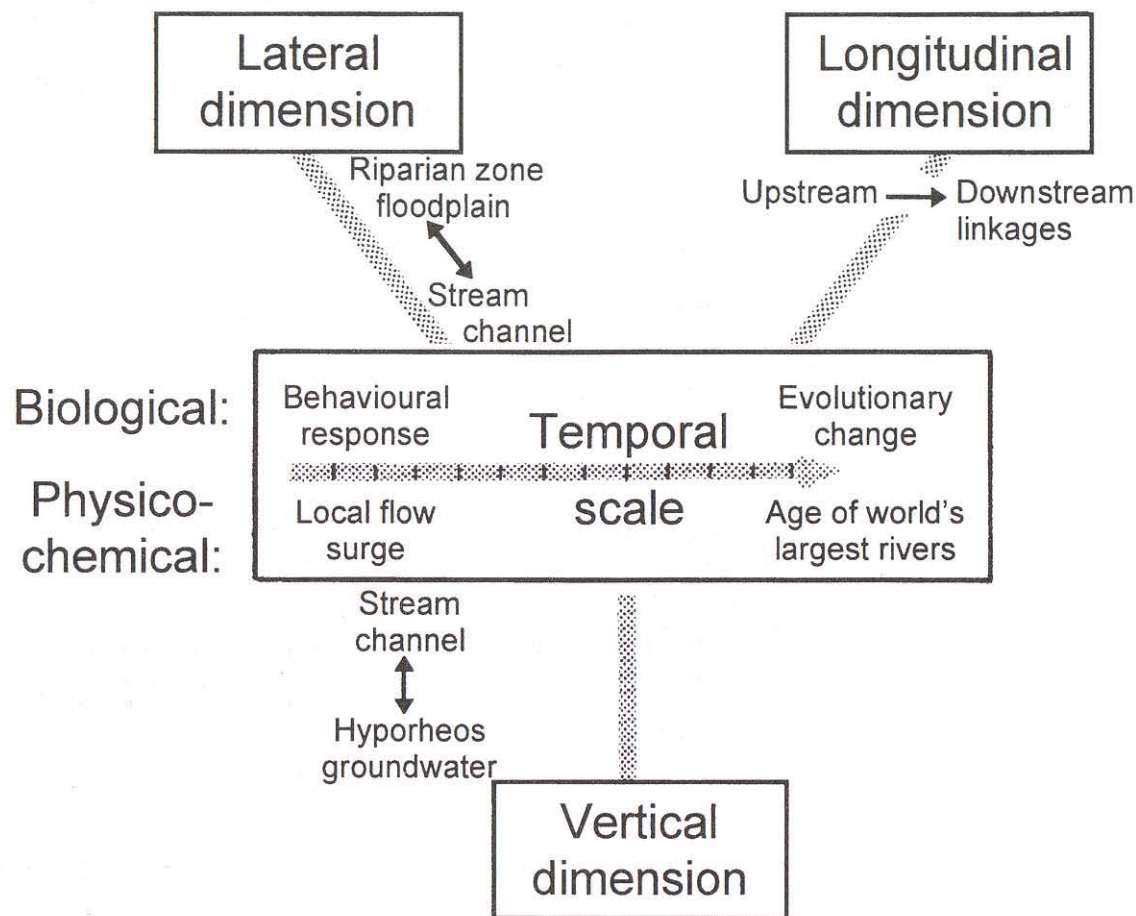 Lateral
dimension
Longitudinal
dimension
Riparian zone
floodplain
Stream
channel
Upstream
Downstream
linkages
Biological:
Physico-
chemical:
Behavioural
response
Temporal
scale
Evolutionary
change
Local flow
surge
Age of world's
largest rivers
Stream
channel
Hyporheos
groundwater
Vertical
dimension